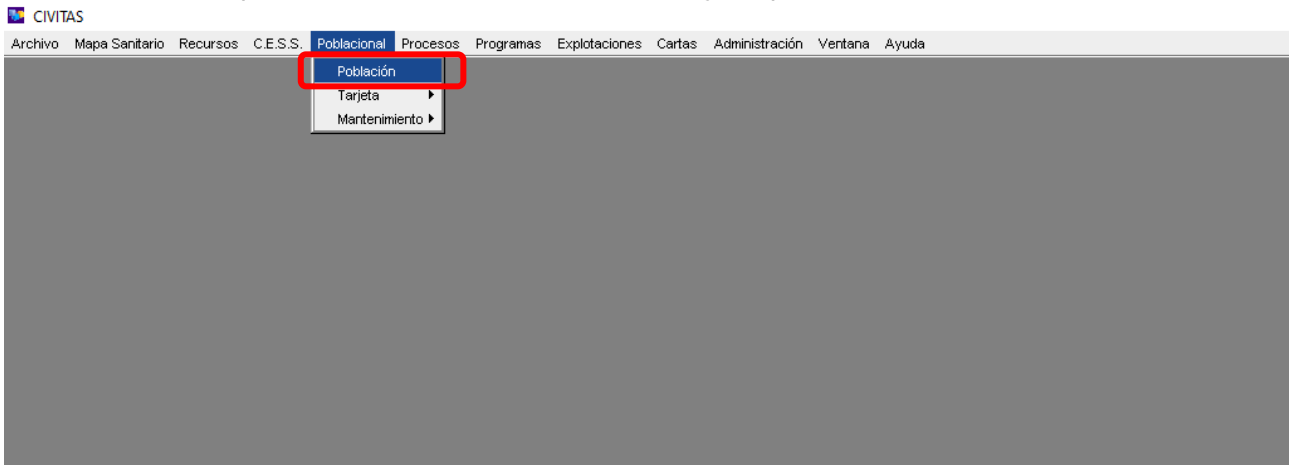 CIVITAS
Archivo Mapa Sanitario Recursos C.E.S.S. Poblacional Procesos Programas Explotaciones Cartas Administración Ventana Ayuda
Población
Tarjeta
Mantenimiento